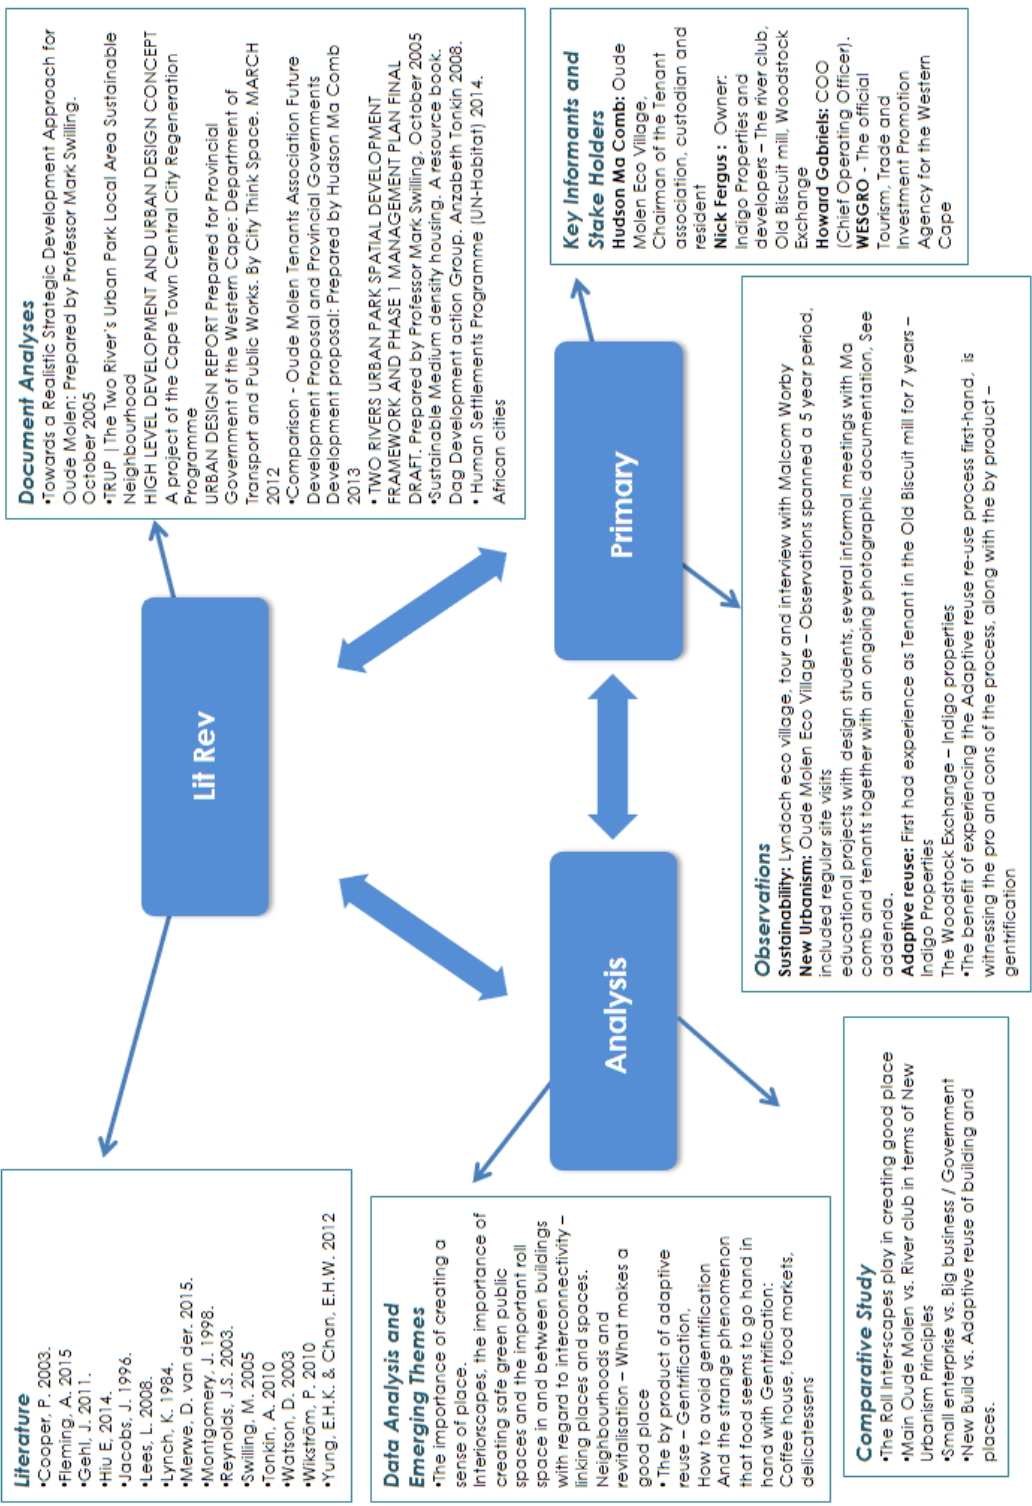 Literature
•Cooper, P. 2003.
•Fleming, A. 2015
•Gehl, J. 2011.
•Hiu E, 2014.
•Jacobs, J. 1996.
•Lees, L. 2008.
•Lynch, K. 1984.
•Merwe, D. van der. 2015.
•Montgomery, J. 1998.
•Reynolds, J.S. 2003.
•Swilling, M. 2005
•Tonkin, A. 2010
•Watson, D. 2003
•Wikström, P. 2010
•Yung, E.H.K. & Chan, E.H.W. 2012
Lit Rev
Document Analyses
•Towards a Realistic Strategic Development Approach for
Oude Molen: Prepared by Professor Mark Swilling.
October 2005
•TRUP | The Two River's Urban Park Local Area Sustainable
Neighbourhood
HIGH LEVEL DEVELOPMENT AND URBAN DESIGN CONCEPT
A project of the Cape Town Central City Regeneration
Programme
URBAN DESIGN REPORT Prepared for Provincial
Government of the Western Cape: Department of
Transport and Public Works. By City Think Space. MARCH
2012
•Comparison - Oude Molen Tenants Association Future
Development Proposal and Provincial Governments
Development proposal: Prepared by Hudson Ma Comb
2013
• TWO RIVERS URBAN PARK SPATIAL DEVELOPMENT
FRAMEWORK AND PHASE 1 MANAGEMENT PLAN FINAL
DRAFT. Prepared by Professor Mark Swilling, October 2005
•Sustainable Medium density housing. A resource book.
Dag Development action Group. Anzabeth Tonkin 2008.
• Human Settlements Programme (UN-Habitat) 2014.
African cities
Data Analysis and
Emerging Themes
•The importance of creating a
sense of place.
Interiorscapes, the importance of
creating safe green public
spaces and the important roll
space in and between buildings
with regard to interconnectivity –
linking places and spaces.
Neighbourhoods and
revitalisation – What makes a
good place
• The by product of adaptive
reuse – Gentrification,
How to avoid gentrification
And the strange phenomenon
that food seems to go hand in
hand with Gentrification:
Coffee house, food markets,
delicatessens
Analysis
Primary
Key Informants and
Stake Holders
Hudson Ma Comb: Oude
Molen Eco Village,
Chairman of the Tenant
association, custodian and
resident
Nick Fergus : Owner:
Indigo Properties and
developers – The river club,
Old Biscuit mill, Woodstock
Exchange
Howard Gabriels: COO
(Chief Operating Officer).
WESGRO - The official
Tourism, Trade and
Investment Promotion
Agency for the Western
Cape
Comparative Study
•The Roll Inter-scapes play in creating good place
•Main Oude Molen vs. River club in terms of New
Urbanism Principles
•Small enterprise vs. Big business / Government
•New Build vs. Adaptive reuse of building and
places.
Observations
Sustainability: Lyndoch eco village, tour and interview with Malcom Worby
New Urbanism: Oude Molen Eco Village – Observations spanned a 5 year period,
included regular site visits
educational projects with design students, several informal meetings with Ma
comb and tenants together with an ongoing photographic documentation, See
addenda.
Adaptive reuse: First had experience as Tenant in the Old Biscuit mill for 7 years –
Indigo Properties
The Woodstock Exchange – Indigo properties
•The benefit of experiencing the Adaptive reuse re-use process first-hand, is
witnessing the pro and cons of the process, along with the by product –
gentrification